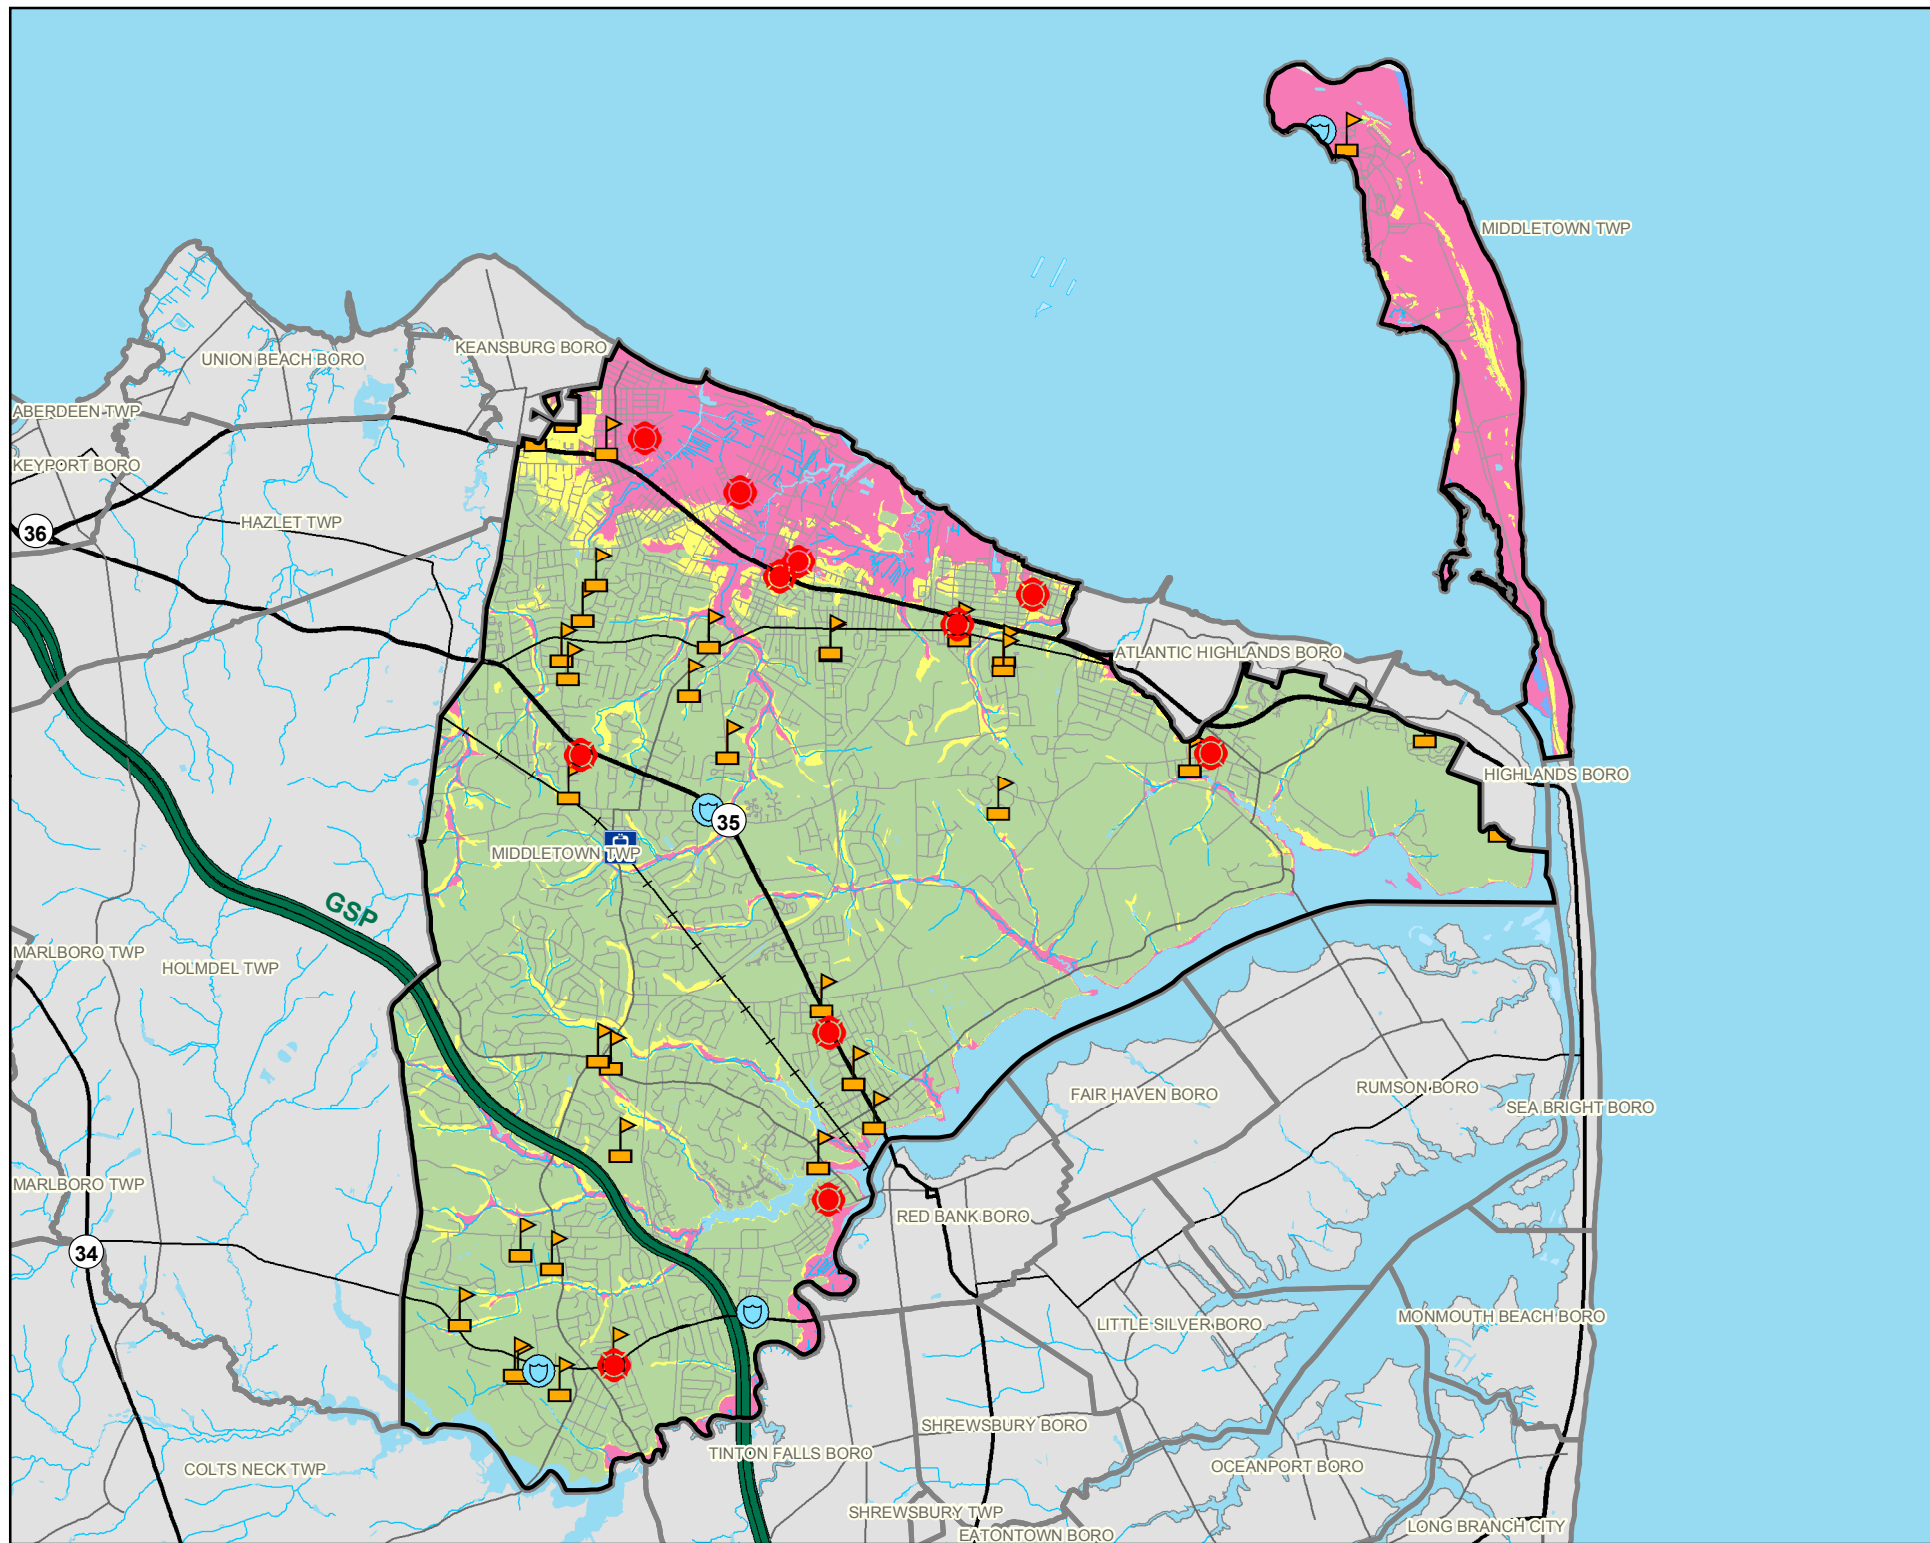 MIDDLETOWN TWP
KEANSBURG BORO
UNION BEACH BORO
ABERDEEN TWP
KEYPORT BORO
HAZLET TWP
36
ATLANTIC HIGHLANDS BORO
HIGHLANDS BORO
35
MIDDLETOWN TWP
GSP
MARLBORO TWP
HOLMDEL TWP
FAIR HAVEN BORO
RUMSON BORO
SEA BRIGHT BORO
MARLBORO TWP
RED BANK BORO
34
LITTLE SILVER BORO
MONMOUTH BEACH BORO
SHREWSBURY BORO
TINTON FALLS BORO
COLTS NECK TWP
OCEANPORT BORO
SHREWSBURY TWP
EATONTOWN BORO
LONG BRANCH CITY